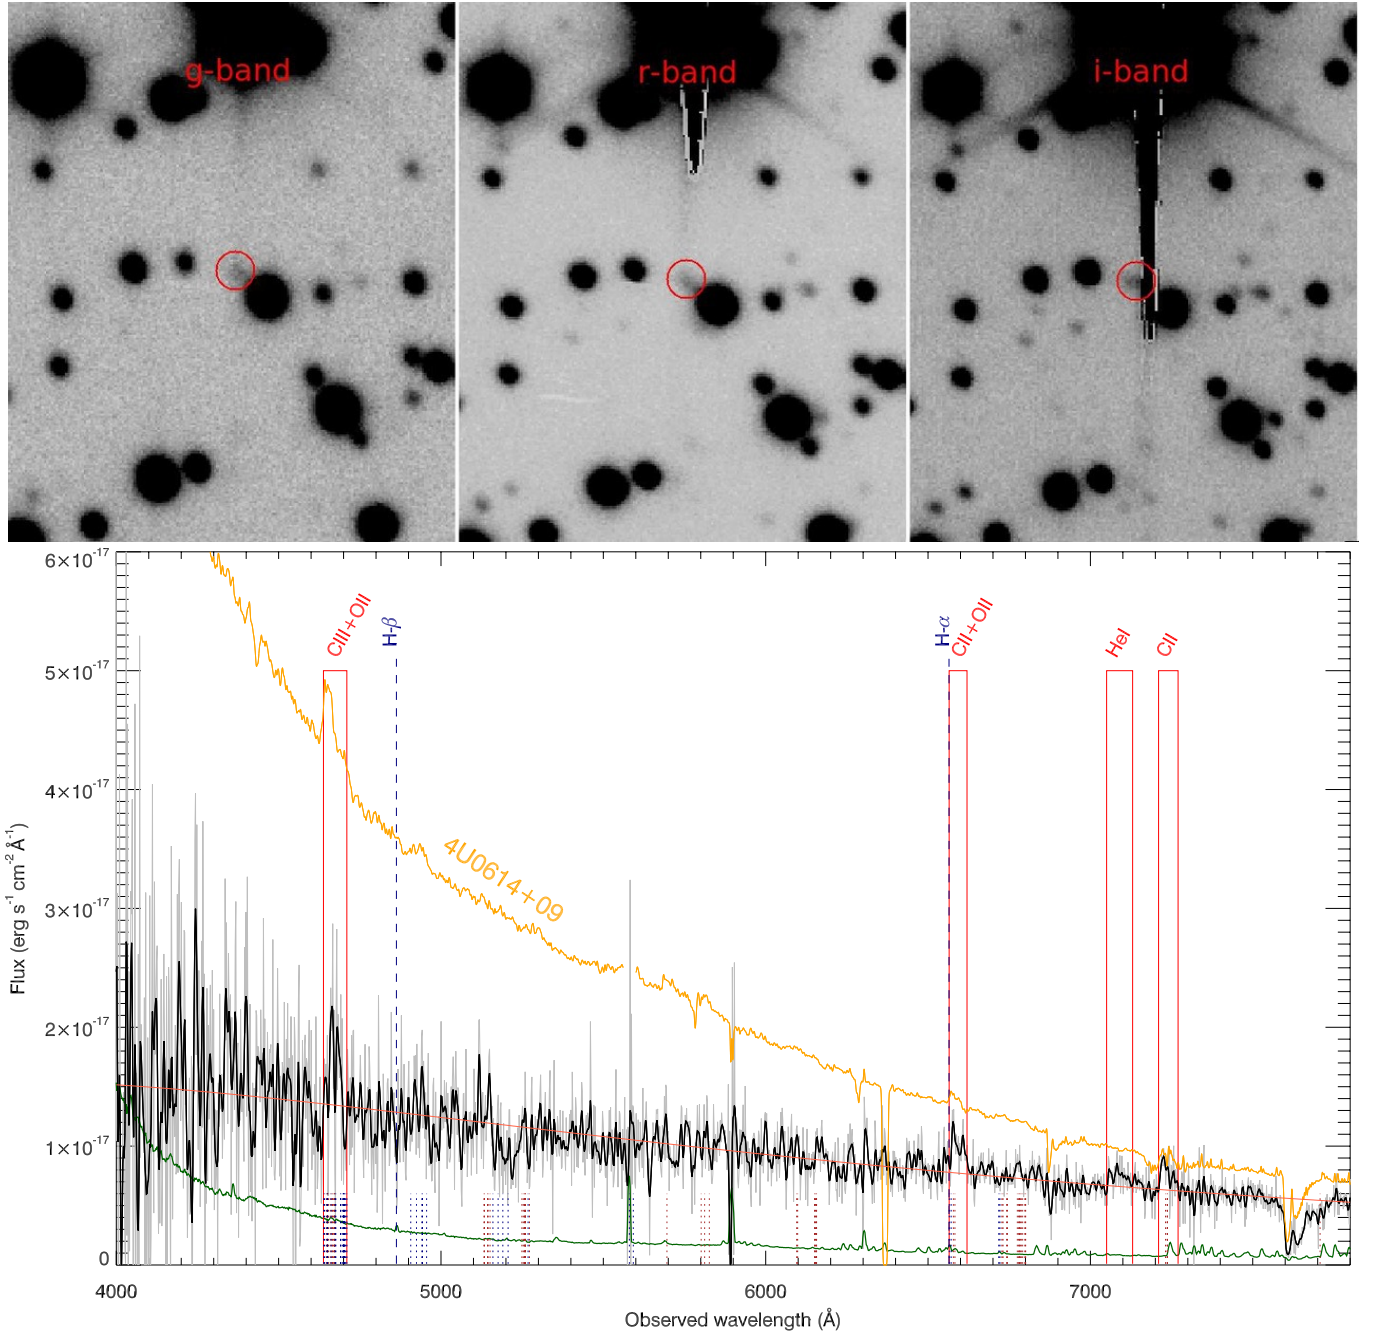 g-band
r-band
i-band
6×10⁻¹⁷
5×10⁻¹⁷
4×10⁻¹⁷
3×10⁻¹⁷
2×10⁻¹⁷
1×10⁻¹⁷
0
Flux (erg s⁻¹ cm⁻² Å⁻¹)
CIII+OII
H-β
H-α
CII+OII
HeI
CII
4U0614+09
4000 5000 6000 7000
Observed wavelength (Å)